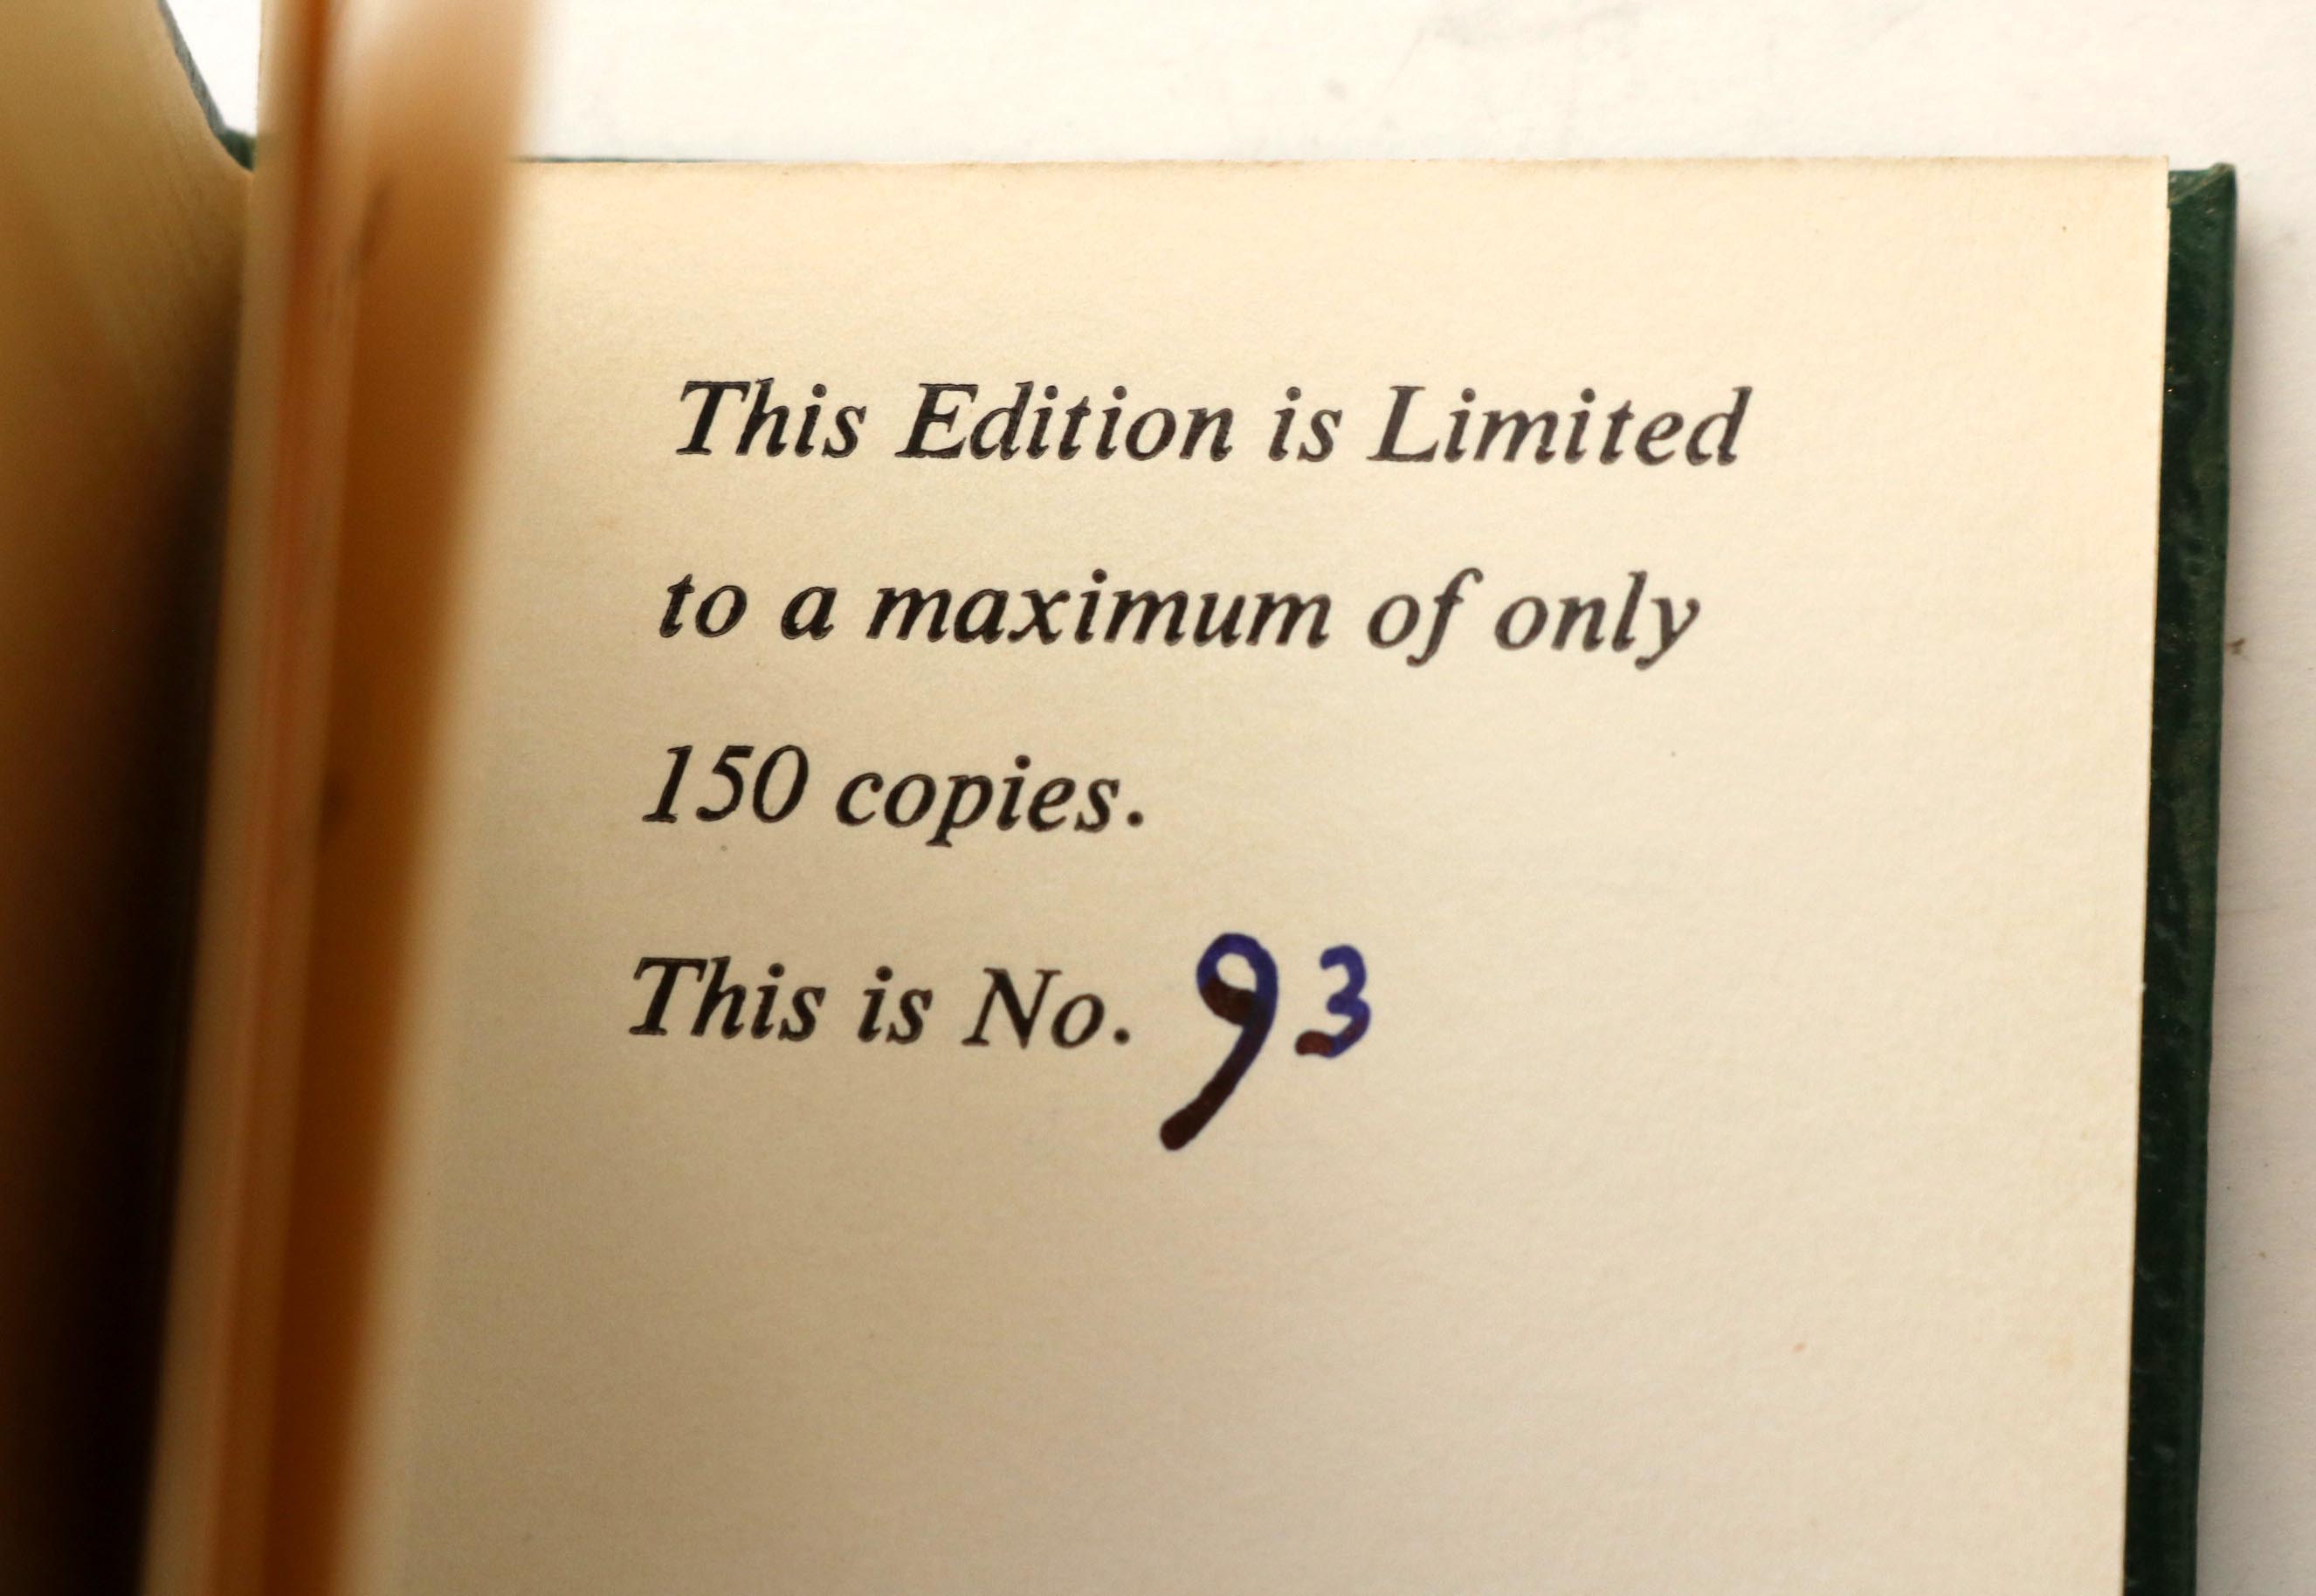 This Edition is Limited
to a maximum of only
150 copies.
This is No. 93